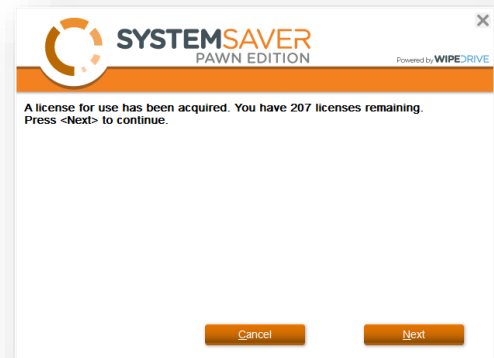 SYSTEMSAVER
PAWN EDITION
Powered by WIPEDRIVE
A license for use has been acquired. You have 207 licenses remaining.
Press <Next> to continue.
Cancel
Next